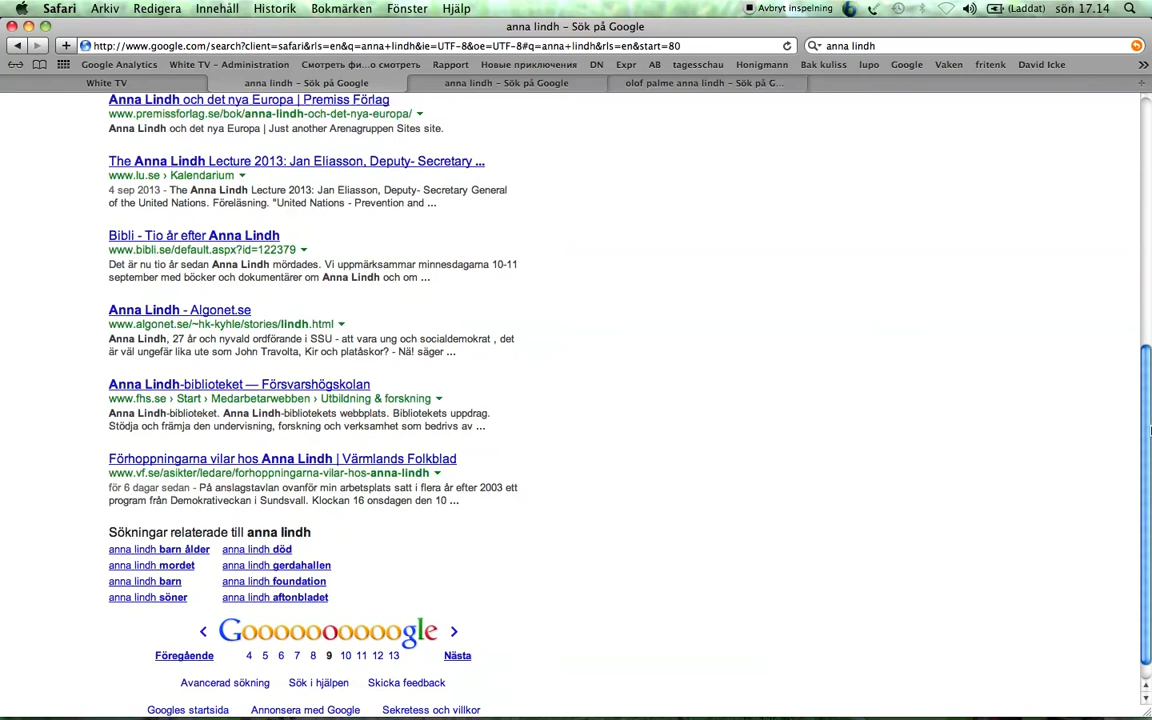 Safari Arkiv Redigera Innehåll Historik Bokmärken Fönster Hjälp Avbryt inspelning (Laddat) sön 17.14
anna lindh - Sök på Google
http://www.google.com/search?client=safari&rls=en&q=anna+lindh&ie=UTF-8&oe=UTF-8#q=anna+lindh&rls=en&start=80 anna lindh
Google Analytics White TV – Administration Смотреть фи...о смотреть Rapport Новые приключения DN Expr AB tagesschau Honigmann Bak kuliss lupo Google Vaken fritenk David Icke
White TV anna lindh - Sök på Google anna lindh - Sök på Google olof palme anna lindh - Sök på G...
Anna Lindh och det nya Europa | Premiss Förlag
www.premissforlag.se/bok/anna-lindh-och-det-nya-europa/
Anna Lindh och det nya Europa | Just another Arenagruppen Sites site.
The Anna Lindh Lecture 2013: Jan Eliasson, Deputy- Secretary ...
www.lu.se › Kalendarium
4 sep 2013 - The Anna Lindh Lecture 2013: Jan Eliasson, Deputy- Secretary General
of the United Nations. Föreläsning. "United Nations - Prevention and ...
Bibli - Tio år efter Anna Lindh
www.bibli.se/default.aspx?id=122379
Det är nu tio år sedan Anna Lindh mördades. Vi uppmärksammar minnesdagarna 10-11
september med böcker och dokumentärer om Anna Lindh och om ...
Anna Lindh - Algonet.se
www.algonet.se/~hk-kyhle/stories/lindh.html
Anna Lindh, 27 år och nyvald ordförande i SSU - att vara ung och socialdemokrat , det
är väl ungefär lika ute som John Travolta, Kir och platåskor? - Nä! säger ...
Anna Lindh-biblioteket — Försvarshögskolan
www.fhs.se › Start › Medarbetarwebben › Utbildning & forskning
Anna Lindh-biblioteket. Anna Lindh-bibliotekets webbplats. Bibliotekets uppdrag.
Stödja och främja den undervisning, forskning och verksamhet som bedrivs av ...
Förhoppningarna vilar hos Anna Lindh | Värmlands Folkblad
www.vf.se/asikter/ledare/forhoppningarna-vilar-hos-anna-lindh
för 6 dagar sedan - På anslagstavlan ovanför min arbetsplats satt i flera år efter 2003 ett
program från Demokrativeckan i Sundsvall. Klockan 16 onsdagen den 10 ...
Sökningar relaterade till anna lindh
anna lindh barn ålder anna lindh död
anna lindh mordet anna lindh gerdahallen
anna lindh barn anna lindh foundation
anna lindh söner anna lindh aftonbladet
‹ Goooooooooogle ›
Föregående 4 5 6 7 8 9 10 11 12 13 Nästa
Avancerad sökning Sök i hjälpen Skicka feedback
Googles startsida Annonsera med Google Sekretess och villkor